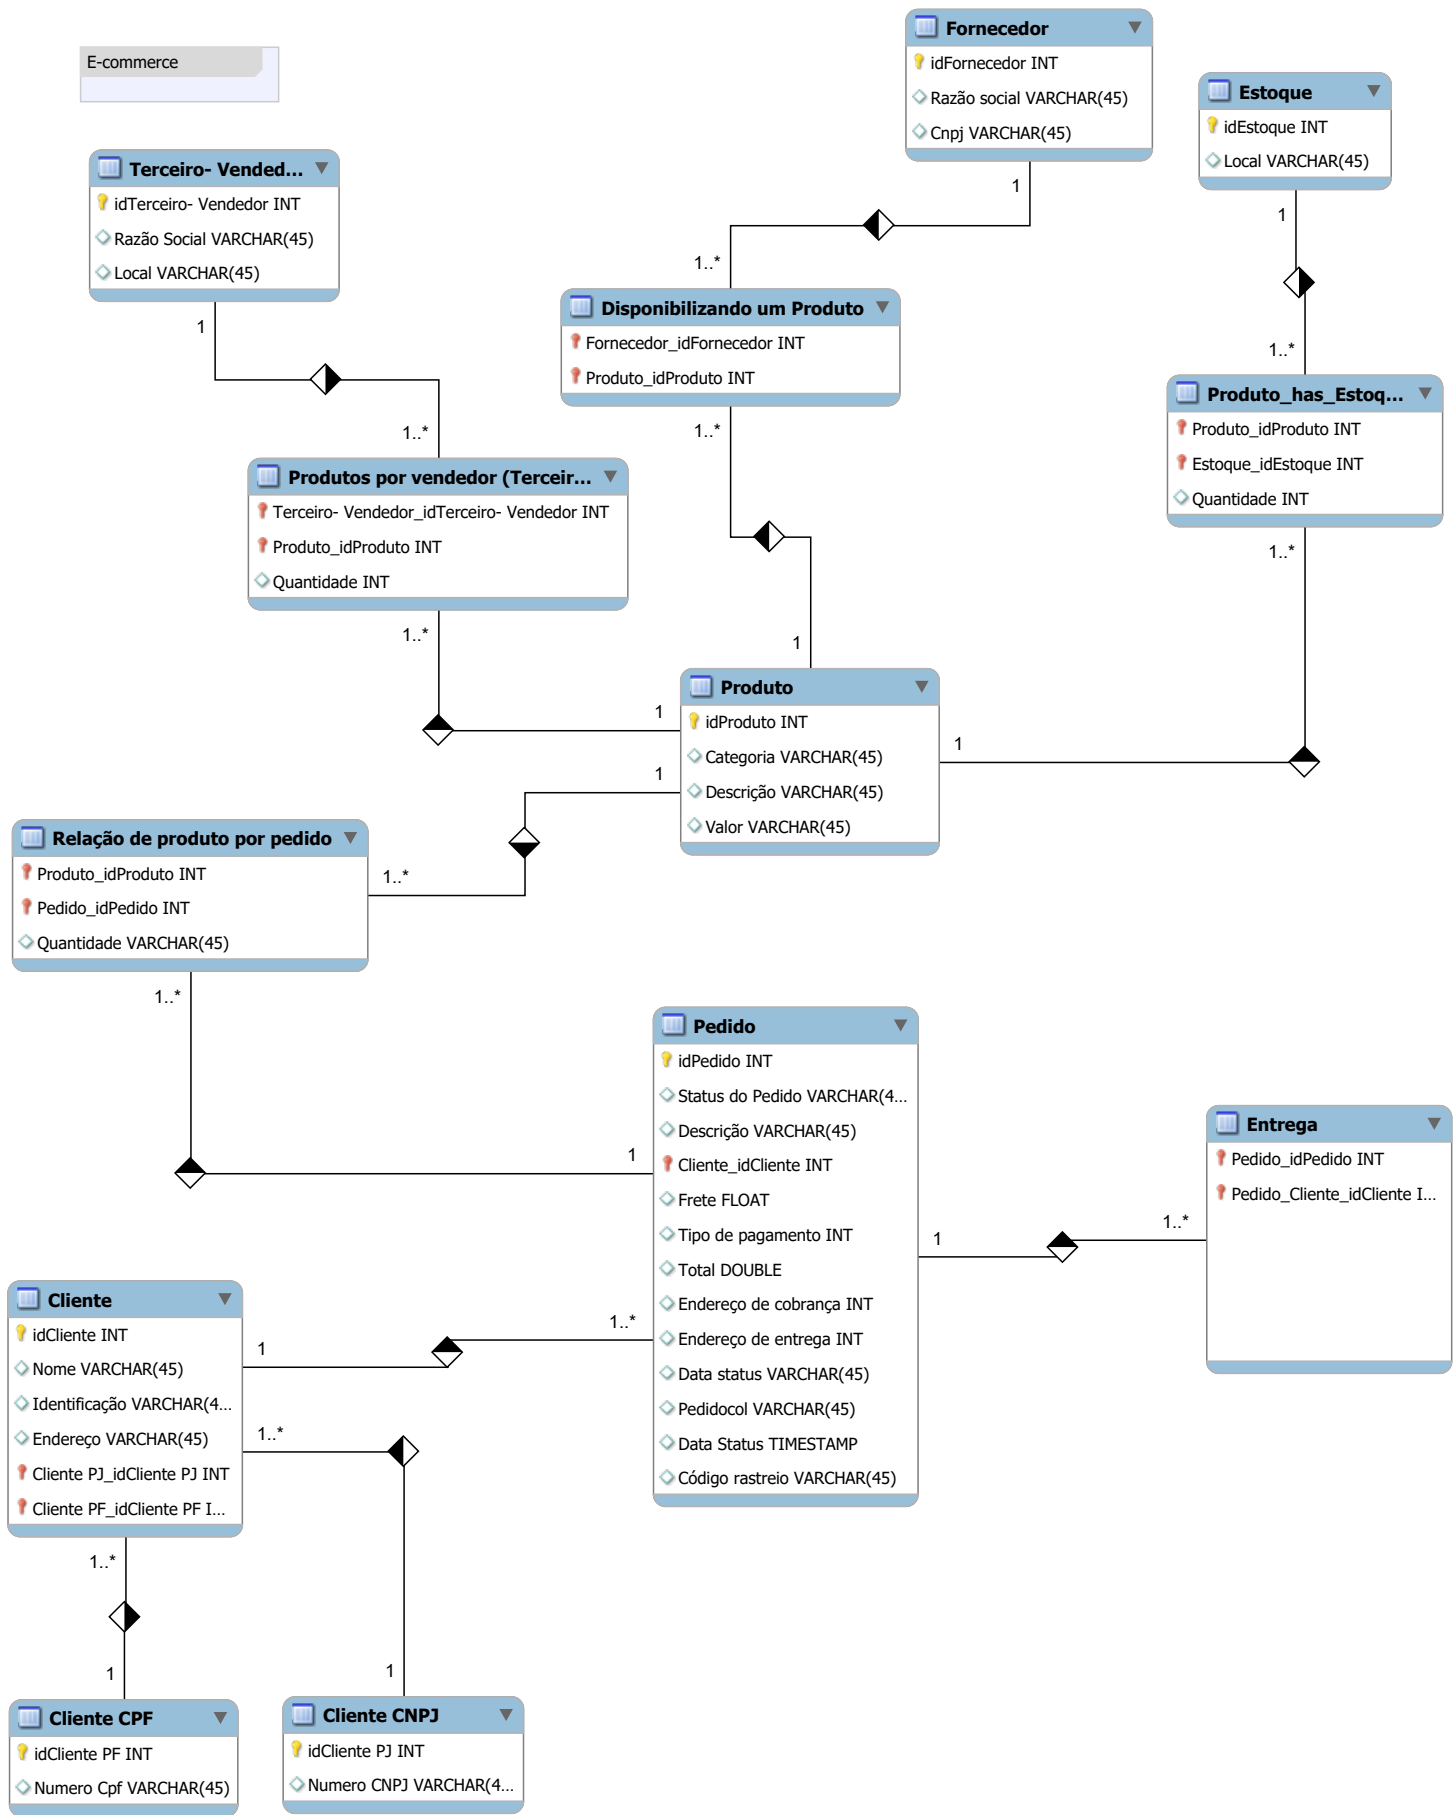 E-commerce
Fornecedor
idFornecedor INT
Razão social VARCHAR(45)
Cnpj VARCHAR(45)
1
1..*
Estoque
idEstoque INT
Local VARCHAR(45)
1
1..*
Terceiro- Vended...
idTerceiro- Vendedor INT
Razão Social VARCHAR(45)
Local VARCHAR(45)
1
1..*
Disponibilizando um Produto
Fornecedor_idFornecedor INT
Produto_idProduto INT
1..*
1
Produto_has_Estoq...
Produto_idProduto INT
Estoque_idEstoque INT
Quantidade INT
1..*
1
Produtos por vendedor (Terceir...
Terceiro- Vendedor_idTerceiro- Vendedor INT
Produto_idProduto INT
Quantidade INT
1..*
1
Produto
idProduto INT
Categoria VARCHAR(45)
Descrição VARCHAR(45)
Valor VARCHAR(45)
1
1..*
Relação de produto por pedido
Produto_idProduto INT
Pedido_idPedido INT
Quantidade VARCHAR(45)
1..*
1
Pedido
idPedido INT
Status do Pedido VARCHAR(4...
Descrição VARCHAR(45)
Cliente_idCliente INT
Frete FLOAT
Tipo de pagamento INT
Total DOUBLE
Endereço de cobrança INT
Endereço de entrega INT
Data status VARCHAR(45)
Pedidocol VARCHAR(45)
Data Status TIMESTAMP
Código rastreio VARCHAR(45)
1
1..*
Entrega
Pedido_idPedido INT
Pedido_Cliente_idCliente I...
Cliente
idCliente INT
Nome VARCHAR(45)
Identificação VARCHAR(4...
Endereço VARCHAR(45)
Cliente PJ_idCliente PJ INT
Cliente PF_idCliente PF I...
1
1..*
1..*
1
1..*
1
Cliente CPF
idCliente PF INT
Numero Cpf VARCHAR(45)
Cliente CNPJ
idCliente PJ INT
Numero CNPJ VARCHAR(4...